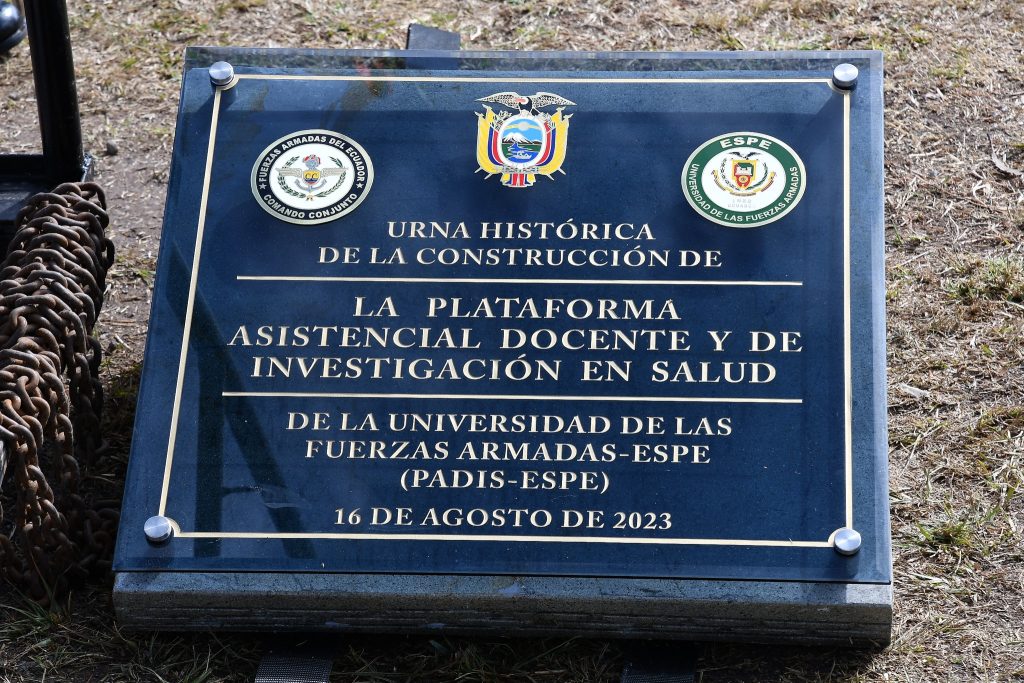 FUERZAS ARMADAS DEL ECUADOR
COMANDO CONJUNTO
ESPE
UNIVERSIDAD DE LAS FUERZAS ARMADAS
URNA HISTÓRICA
DE LA CONSTRUCCIÓN DE
LA PLATAFORMA
ASISTENCIAL DOCENTE Y DE
INVESTIGACIÓN EN SALUD
DE LA UNIVERSIDAD DE LAS
FUERZAS ARMADAS-ESPE
(PADIS-ESPE)
16 DE AGOSTO DE 2023